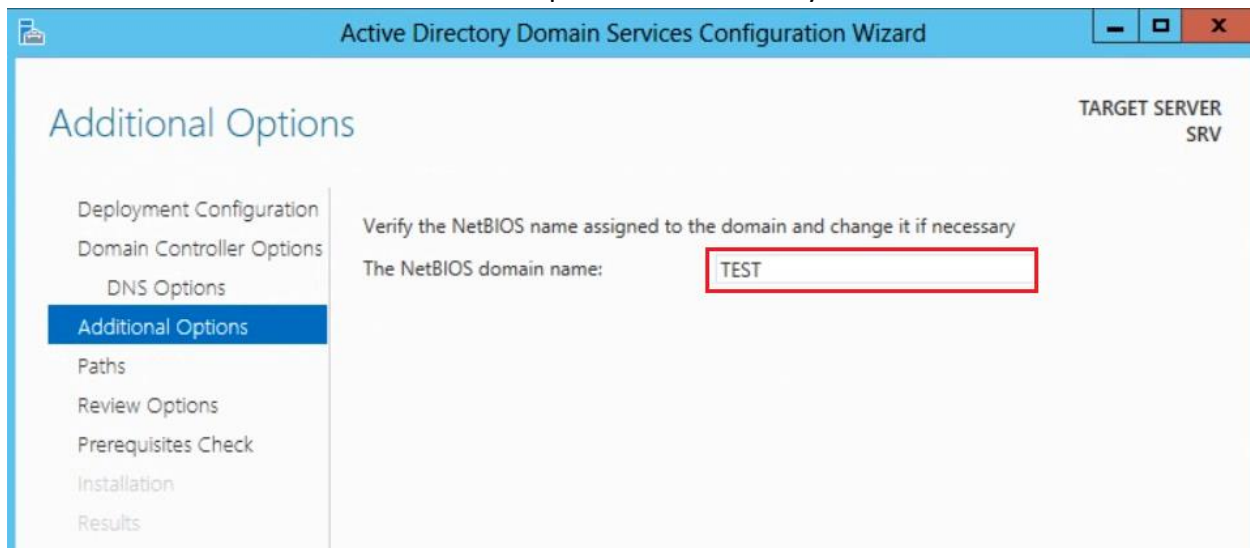 Active Directory Domain Services Configuration Wizard
Additional Options
TARGET SERVER
SRV
Deployment Configuration
Domain Controller Options
DNS Options
Additional Options
Paths
Review Options
Prerequisites Check
Installation
Results
Verify the NetBIOS name assigned to the domain and change it if necessary
The NetBIOS domain name: TEST